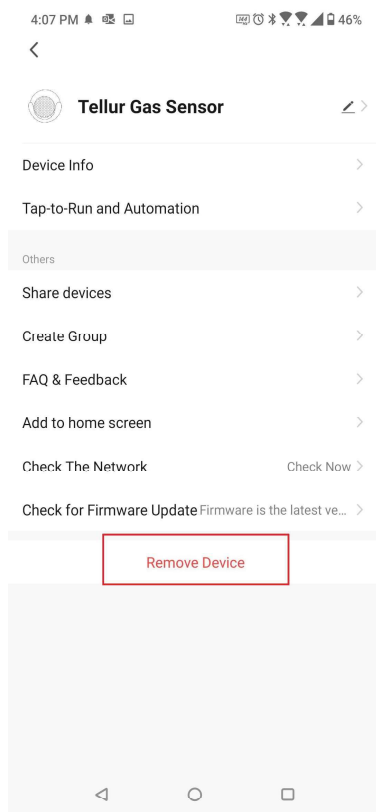 4:07 PM 46%
Tellur Gas Sensor
Device Info
Tap-to-Run and Automation
Others
Share devices
Create Group
FAQ & Feedback
Add to home screen
Check The Network Check Now
Check for Firmware Update Firmware is the latest ve...
Remove Device